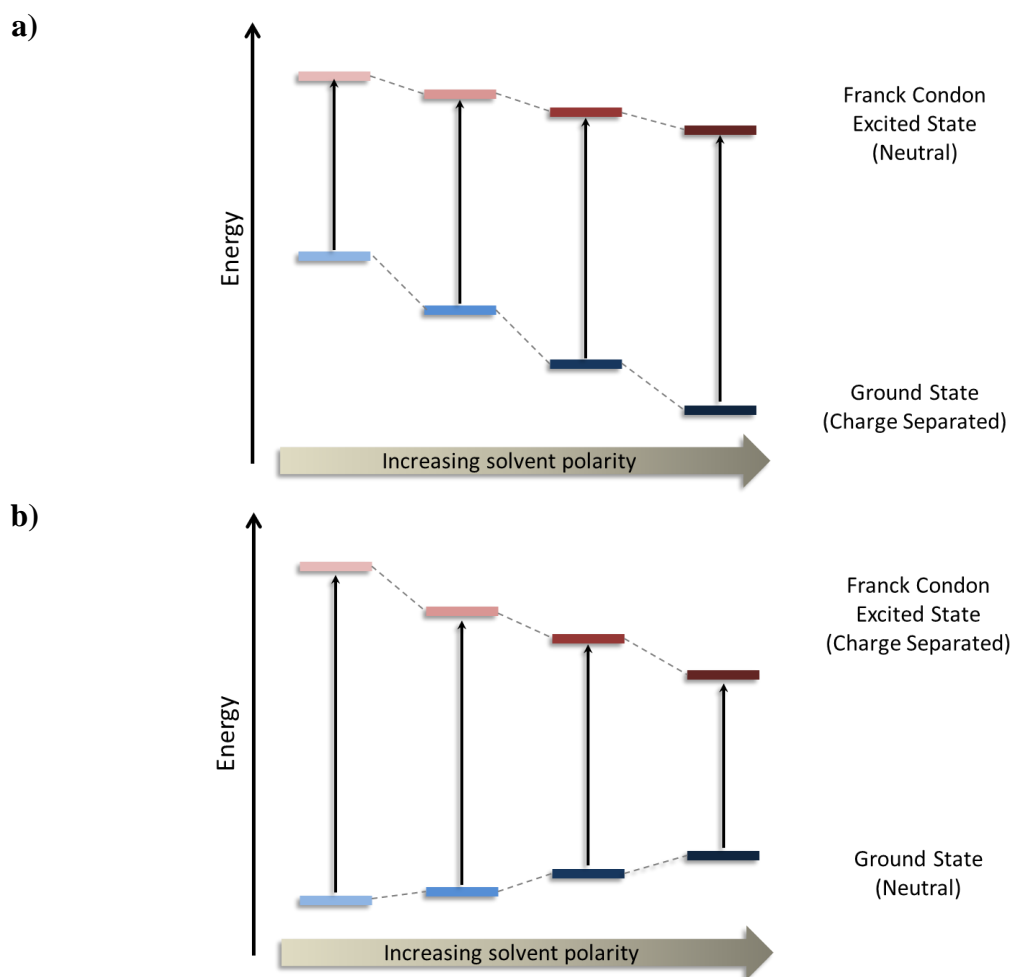 a)
Energy
Franck Condon
Excited State
(Neutral)
Ground State
(Charge Separated)
Increasing solvent polarity
b)
Energy
Franck Condon
Excited State
(Charge Separated)
Ground State
(Neutral)
Increasing solvent polarity